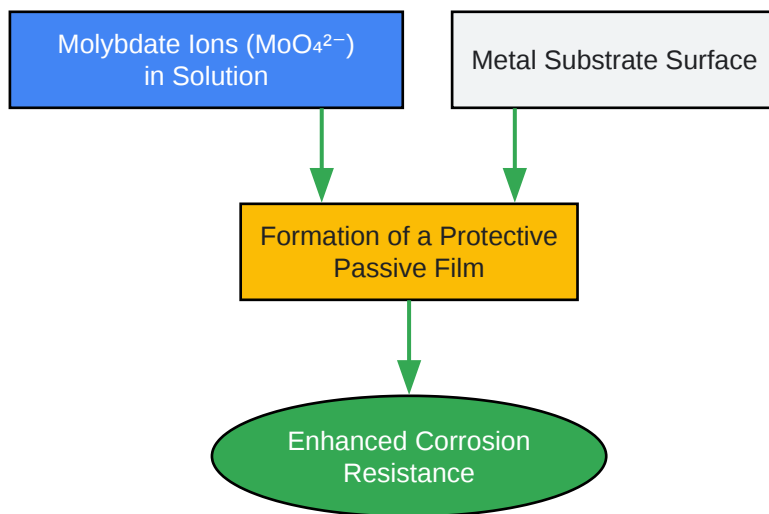 Molybdate Ions (MoO₄²⁻)
in Solution
Metal Substrate Surface
Formation of a Protective
Passive Film
Enhanced Corrosion
Resistance